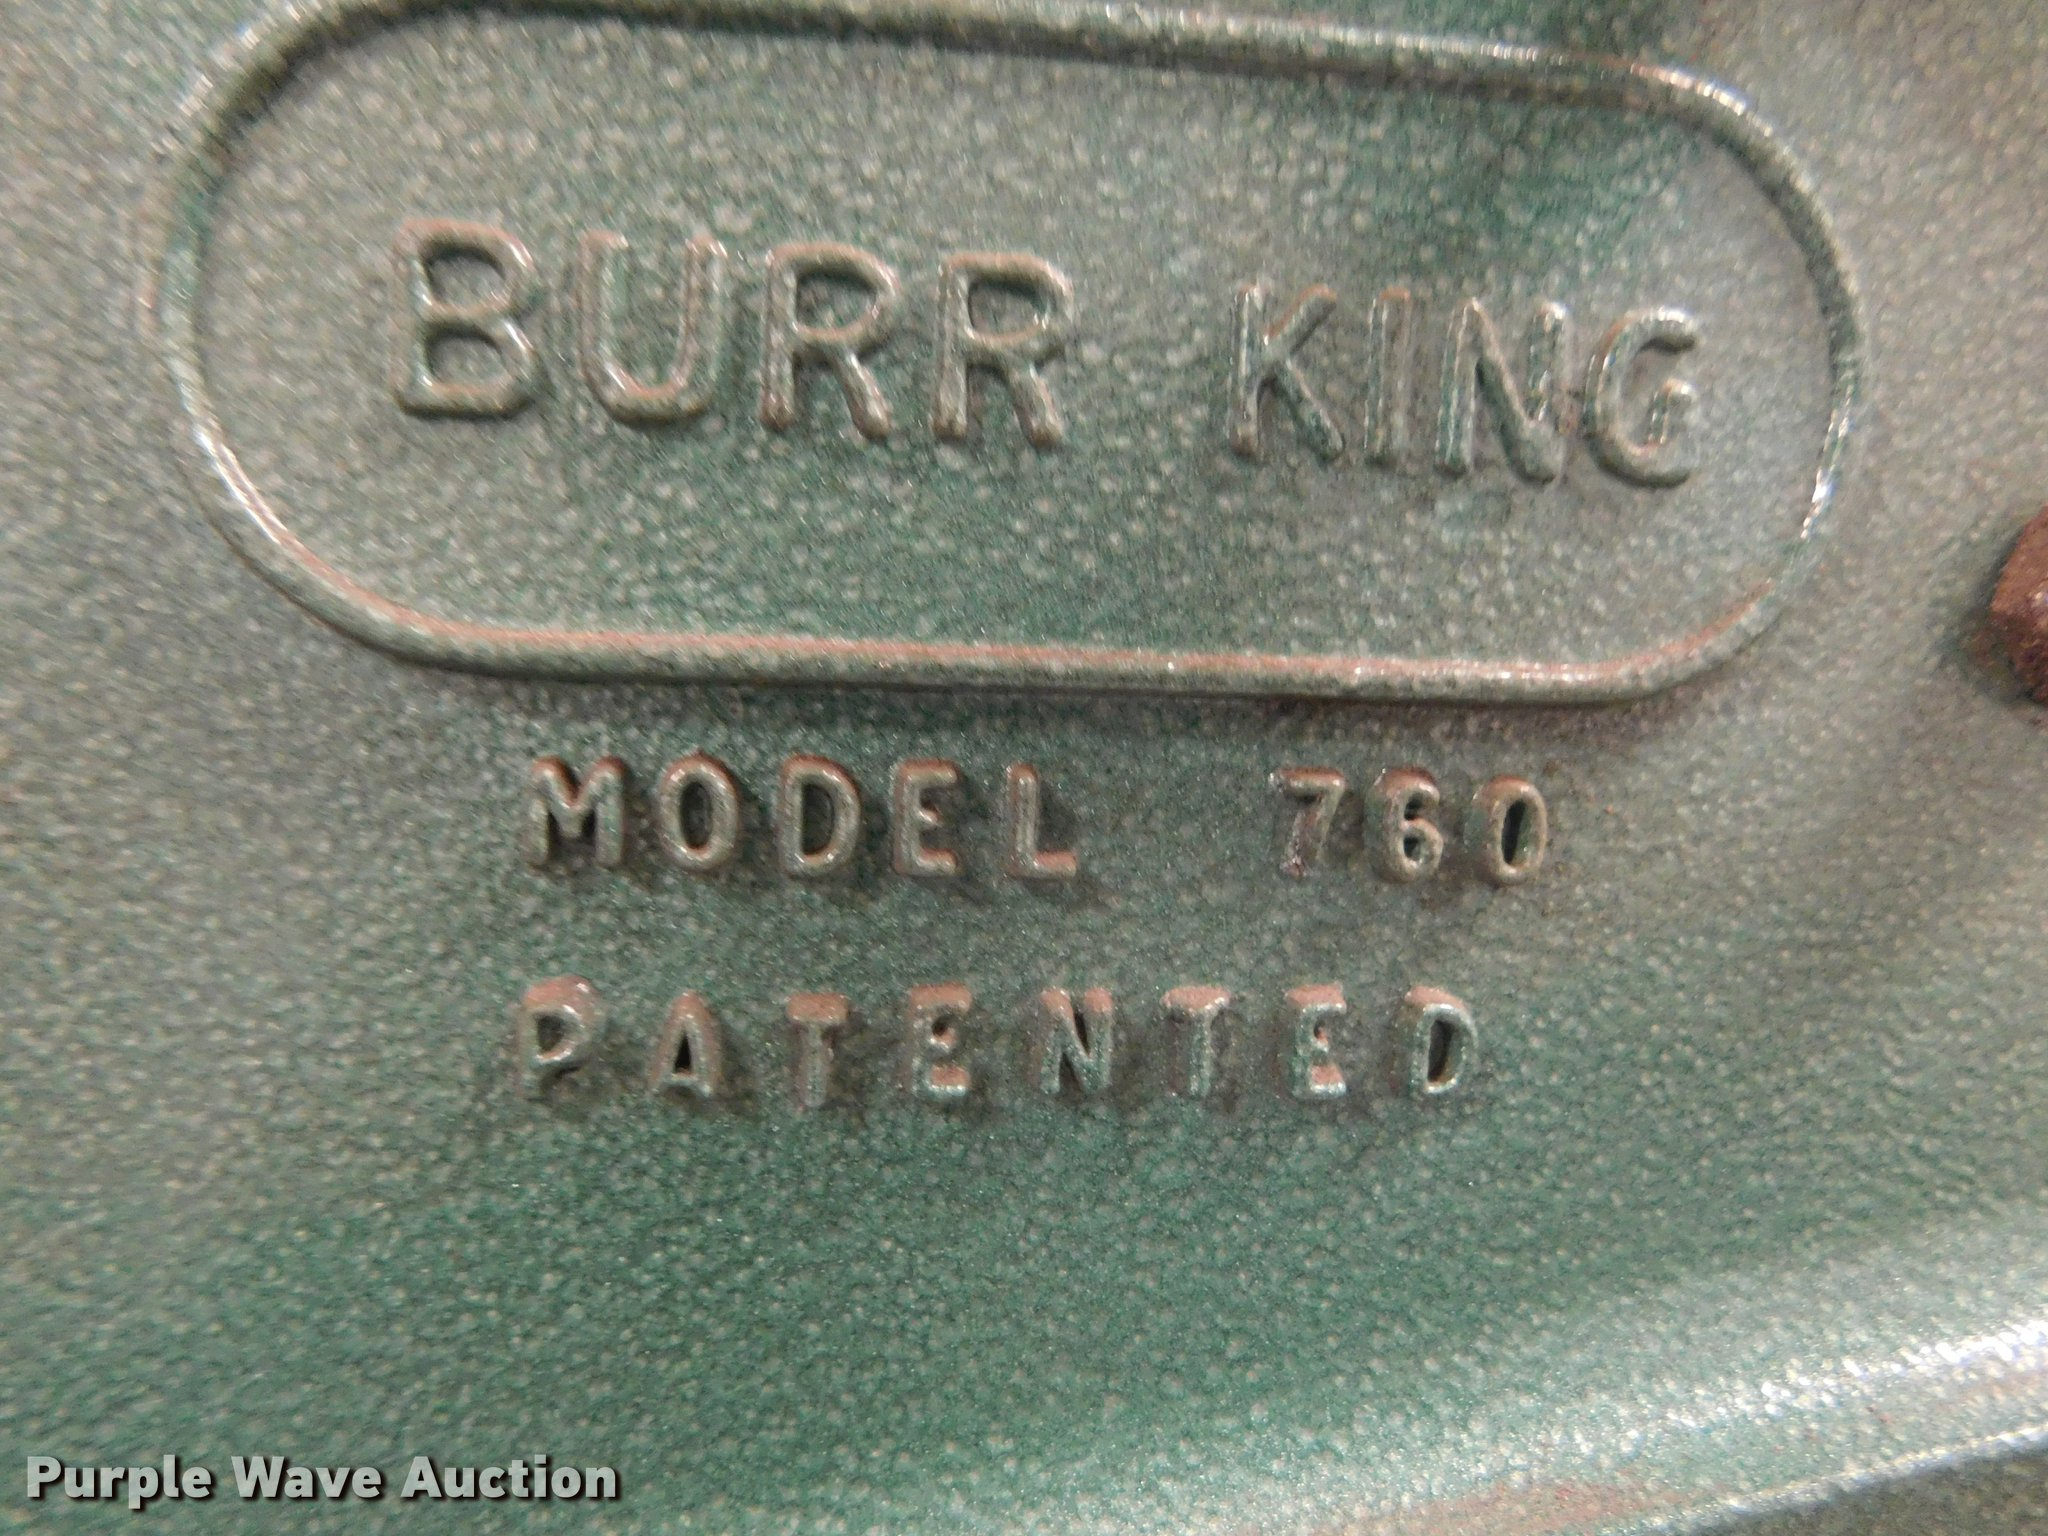 BURR KING
MODEL 760
PATENTED
Purple Wave Auction